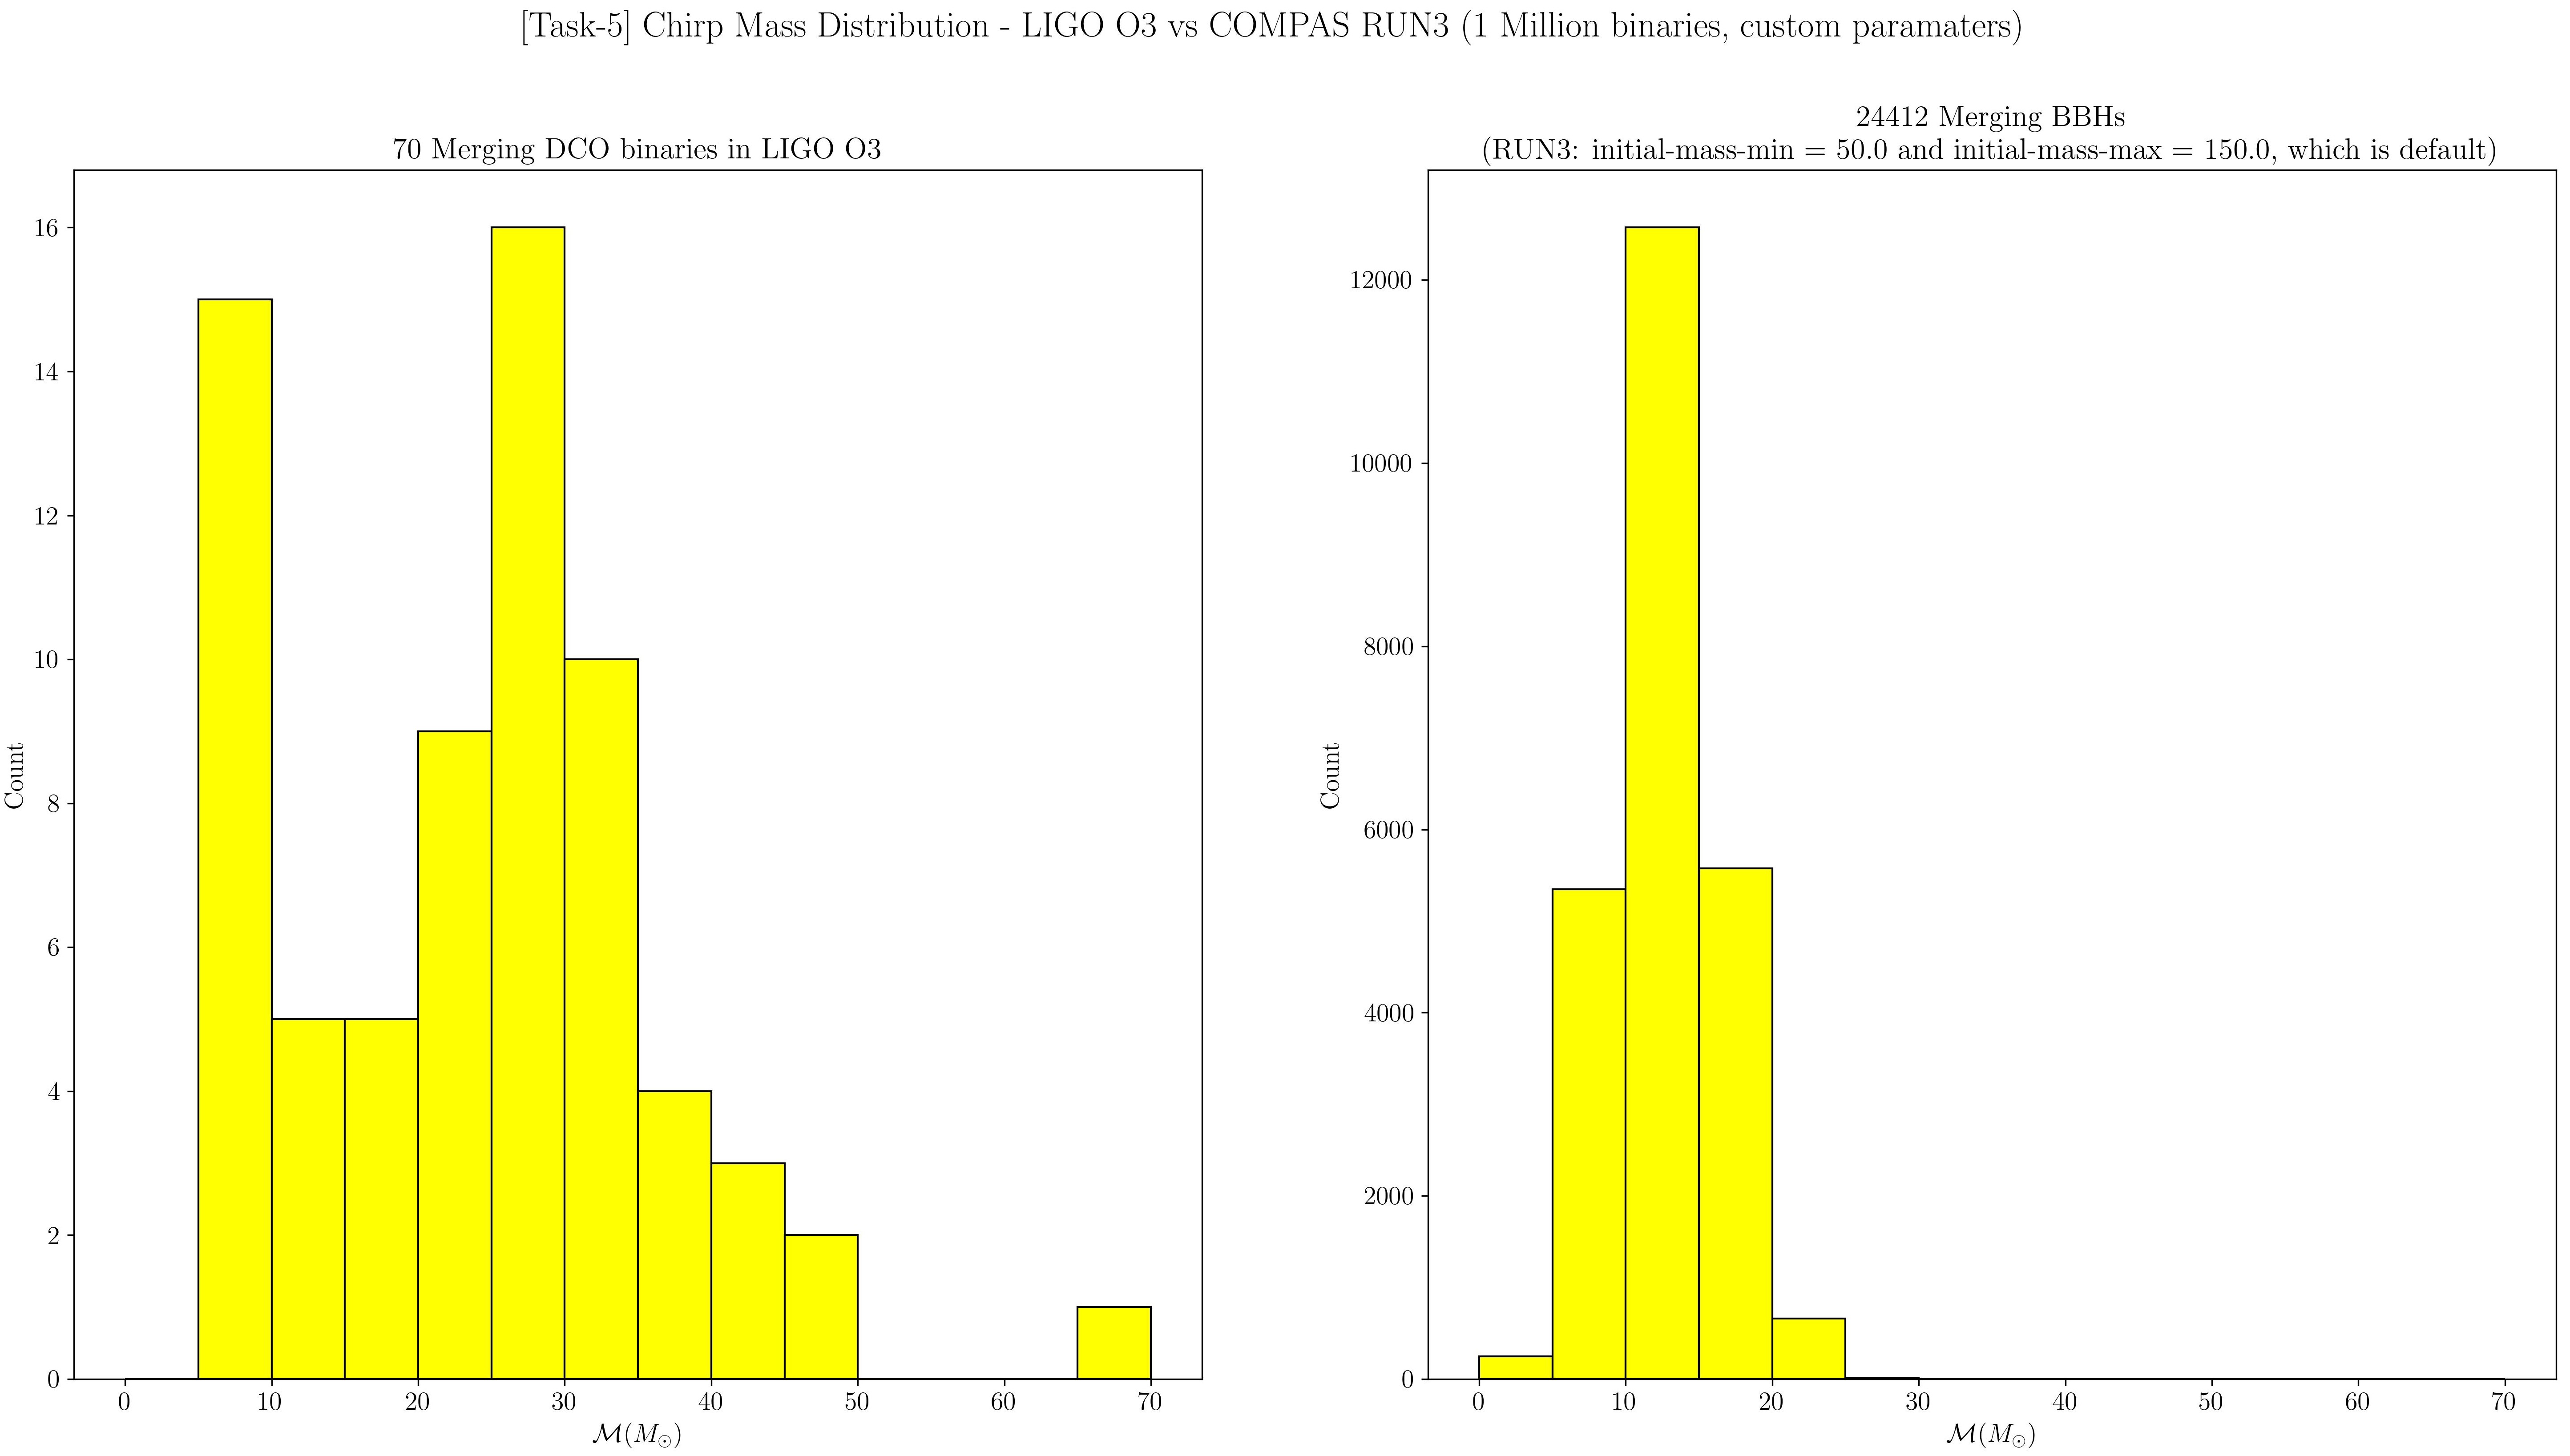 [Task-5] Chirp Mass Distribution - LIGO O3 vs COMPAS RUN3 (1 Million binaries, custom paramaters)
70 Merging DCO binaries in LIGO O3
16
14
12
10
8
6
4
2
0
Count
0 10 20 30 40 50 60 70
ℳ(M☉)
24412 Merging BBHs
(RUN3: initial-mass-min = 50.0 and initial-mass-max = 150.0, which is default)
12000
10000
8000
6000
4000
2000
0
Count
0 10 20 30 40 50 60 70
ℳ(M☉)